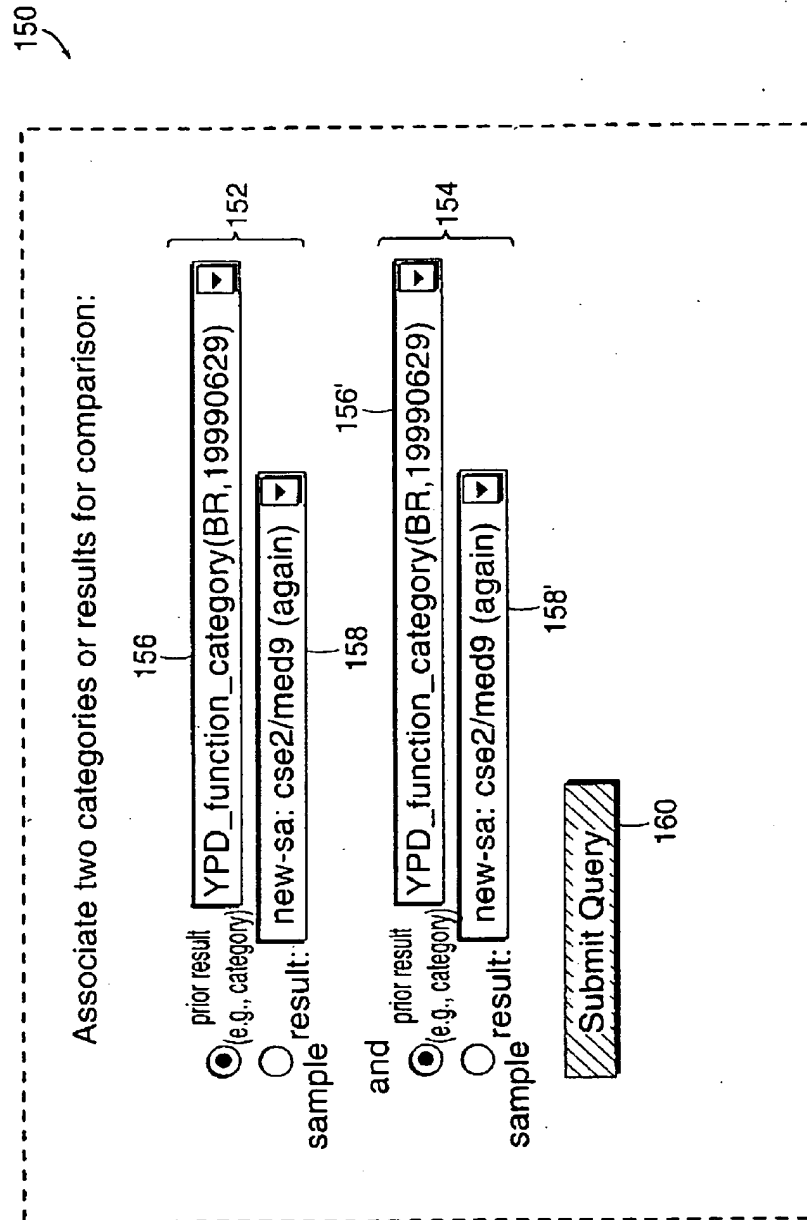 150
Associate two categories or results for comparison:
156
prior result
(e.g., category)
YPD_function_category(BR,19990629)
152
result:
sample
new-sa: cse2/med9 (again)
158
and
156'
prior result
(e.g., category)
YPD_function_category(BR,19990629)
154
result:
sample
new-sa: cse2/med9 (again)
158'
Submit Query
160